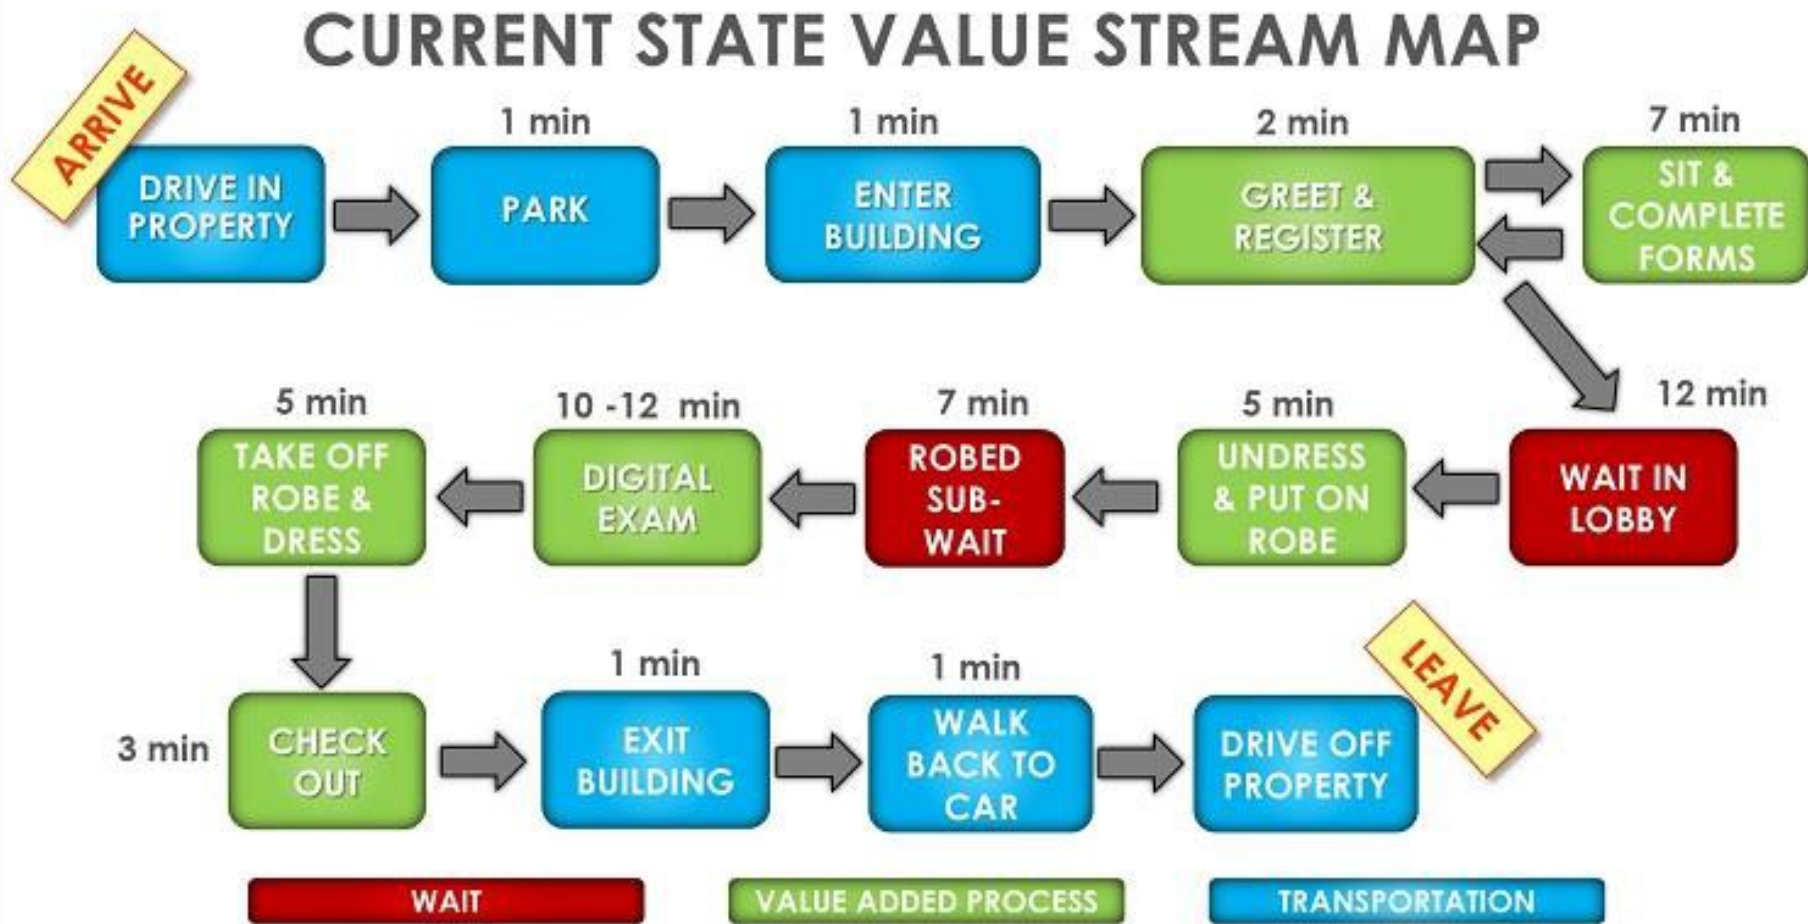 CURRENT STATE VALUE STREAM MAP
ARRIVE
DRIVE IN
PROPERTY
1 min
PARK
1 min
ENTER
BUILDING
2 min
GREET &
REGISTER
7 min
SIT &
COMPLETE
FORMS
12 min
WAIT IN
LOBBY
5 min
UNDRESS
& PUT ON
ROBE
7 min
ROBED
SUB-
WAIT
10 -12 min
DIGITAL
EXAM
5 min
TAKE OFF
ROBE &
DRESS
3 min
CHECK
OUT
1 min
EXIT
BUILDING
1 min
WALK
BACK TO
CAR
DRIVE OFF
PROPERTY
LEAVE
WAIT
VALUE ADDED PROCESS
TRANSPORTATION